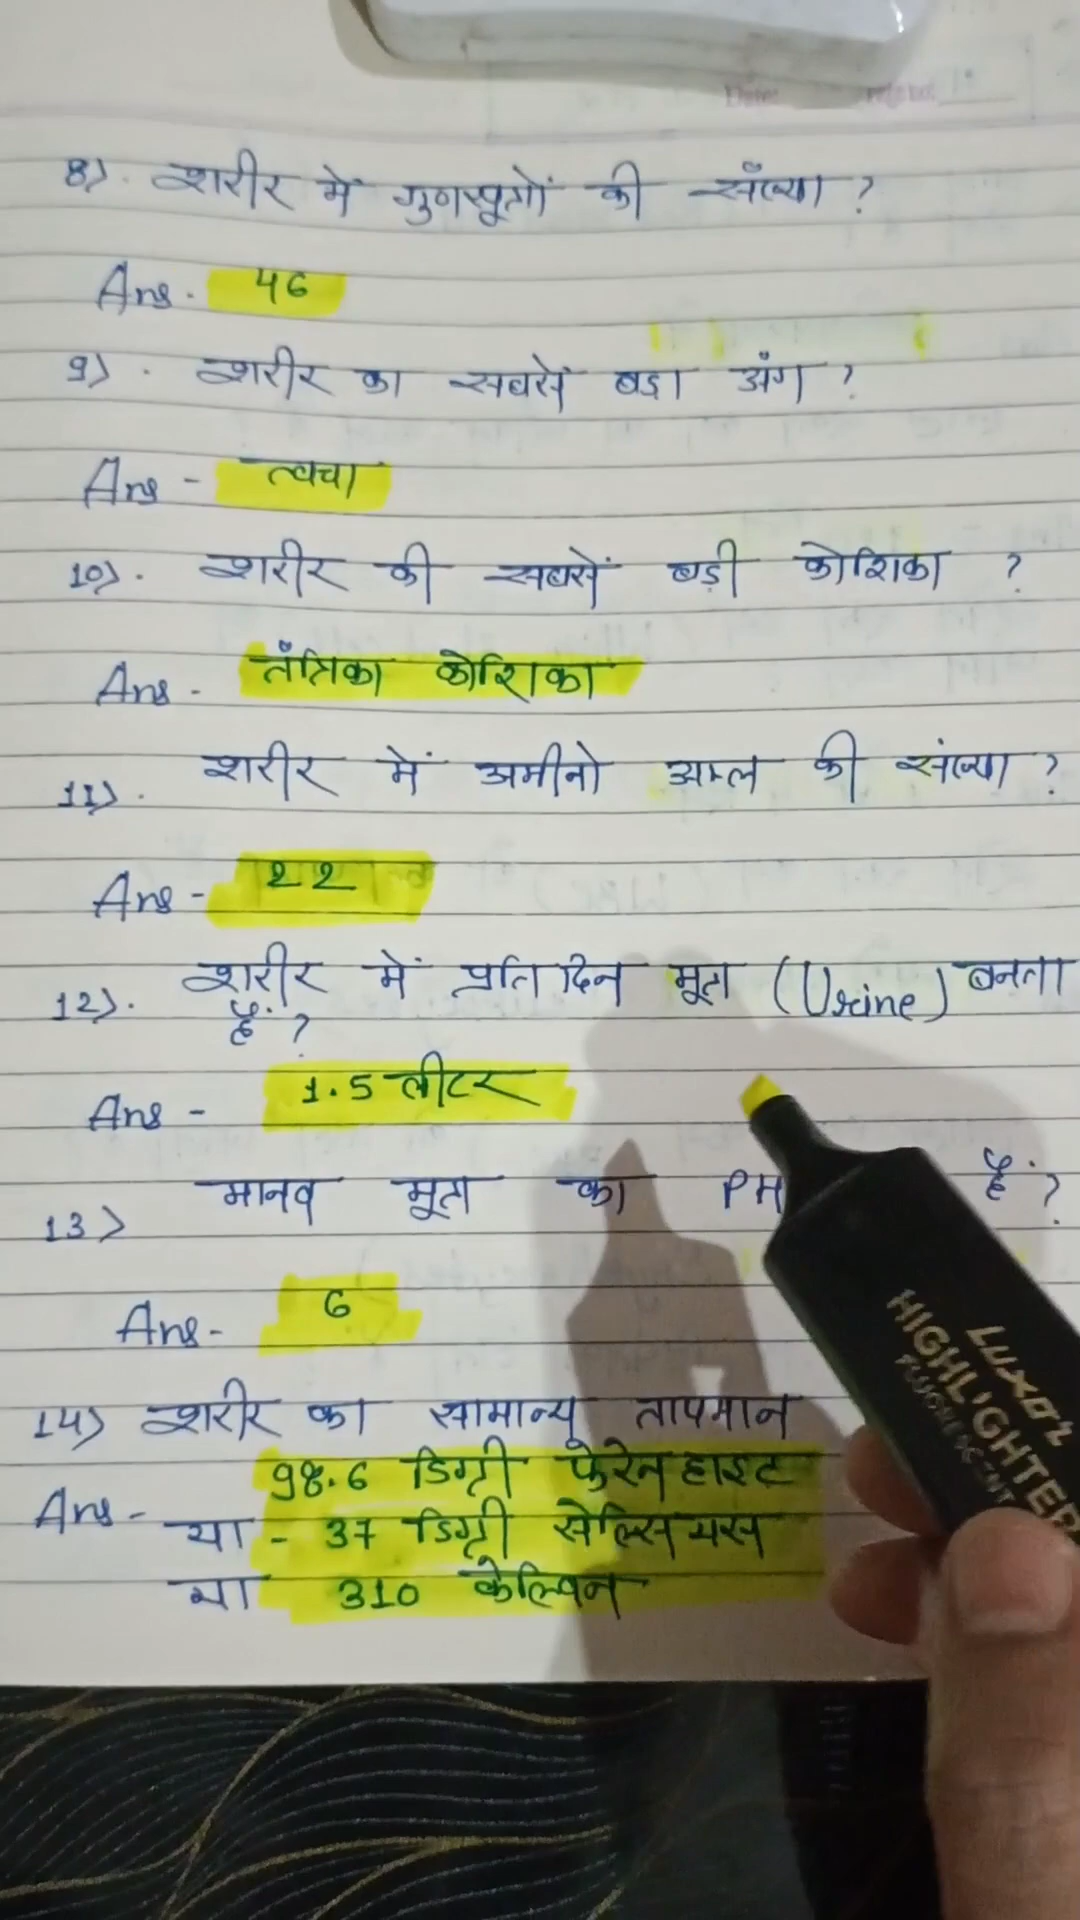 8). शरीर में गुणसूत्रों की सँख्या ?
Ans. 46
9). शरीर का सबसे बड़ा अँग ?
Ans - त्वचा
10). शरीर की सबसे बड़ी कोशिका ?
Ans - तँत्रिका कोशिका
11). शरीर में अमीनो अम्ल की संख्या ?
Ans - 22
12). शरीर में प्रति दिन मूत्र (Urine) बनता
हैं ?
Ans - 1.5 लीटर
13) मानव मूत्र का PH हैं ?
Ans - 6
14) शरीर का सामान्य तापमान
Ans - 98.6 डिग्री फेरेनहाइट
या - 37 डिग्री सेल्सियस
या 310 केल्विन
Luxor
HIGHLIGHTER